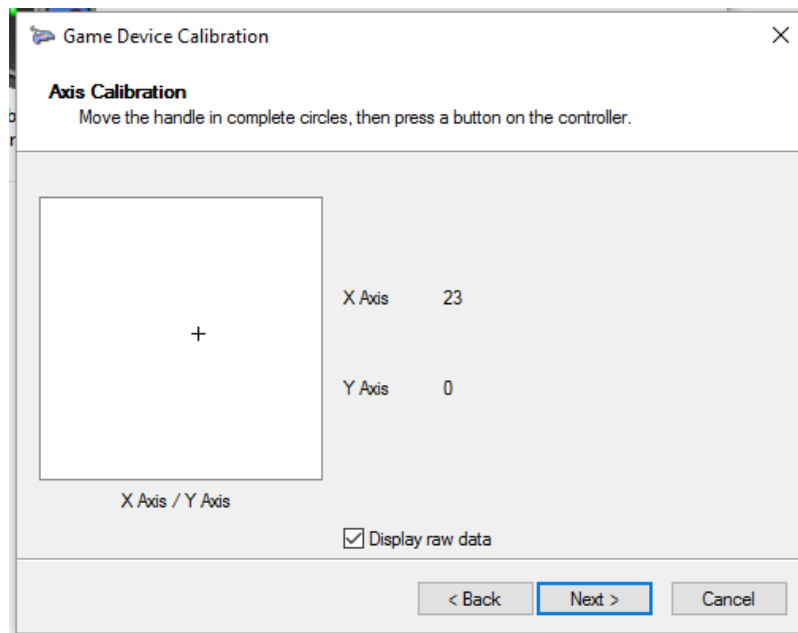 Game Device Calibration
Axis Calibration
Move the handle in complete circles, then press a button on the controller.
X Axis 23
Y Axis 0
X Axis / Y Axis
Display raw data
< Back Next > Cancel